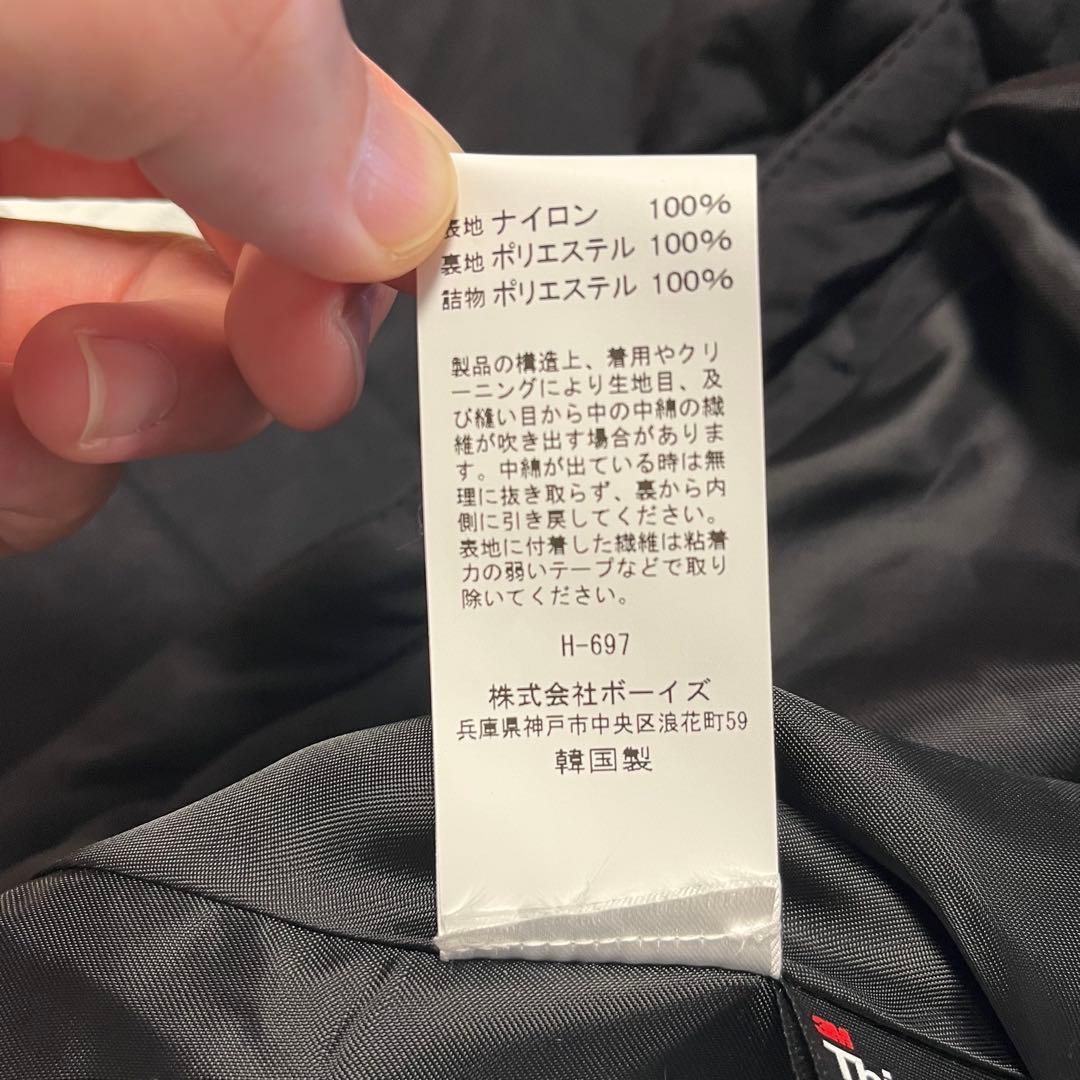 表地 ナイロン 100%
裏地 ポリエステル 100%
詰物 ポリエステル 100%
製品の構造上、着用やクリ
ーニングにより生地目、及
び縫い目から中の中綿の繊
維が吹き出す場合がありま
す。中綿が出ている時は無
理に抜き取らず、裏から内
側に引き戻してください。
表地に付着した繊維は粘着
力の弱いテープなどで取り
除いてください。
H-697
株式会社ボーイズ
兵庫県神戸市中央区浪花町59
韓国製
3M